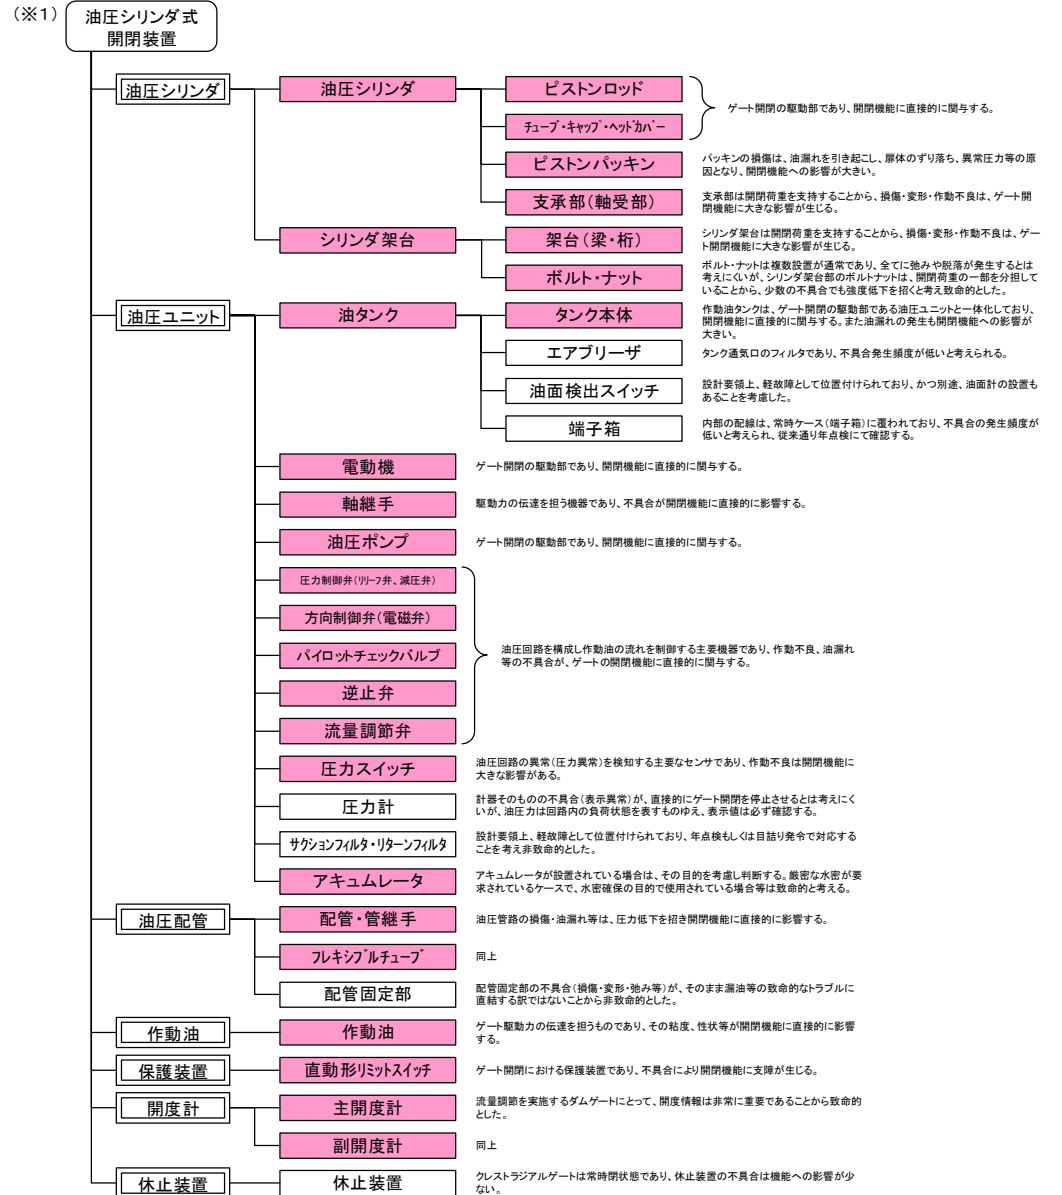 (※1)
油圧シリンダ式
開閉装置
油圧シリンダ
油圧シリンダ
ピストンロッド
ゲート開閉の駆動部であり、開閉機能に直接的に関与する。
チューブ・キャップ・ヘッドカバー
ピストンパッキン
パッキンの損傷は、油漏れを引き起こし、扉体のずり落ち、異常圧力等の原
因となり、開閉機能への影響が大きい。
支承部(軸受部)
支承部は開閉荷重を支持することから、損傷・変形・作動不良は、ゲート開
閉機能に大きな影響が生じる。
シリンダ架台
架台(梁・桁)
シリンダ架台は開閉荷重を支持することから、損傷・変形・作動不良は、ゲー
ト開閉機能に大きな影響が生じる。
ボルト・ナット
ボルト・ナットは複数設置が通常であり、全てに弛みや脱落が発生するとは
考えにくいが、シリンダ架台部のボルトナットは、開閉荷重の一部を分担して
いることから、少数の不具合でも強度低下を招くと考え致命的とした。
油圧ユニット
油タンク
タンク本体
作動油タンクは、ゲート開閉の駆動部である油圧ユニットと一体化しており、
開閉機能に直接的に関与する。また油漏れの発生も開閉機能への影響が
大きい。
エアブリーザ
タンク通気口のフィルタであり、不具合発生頻度が低いと考えられる。
油面検出スイッチ
設計要領上、軽故障として位置付けられており、かつ別途、油面計の設置も
あることを考慮した。
端子箱
内部の配線は、常時ケース(端子箱)に覆われており、不具合の発生頻度が
低いと考えられ、従来通り年点検にて確認する。
電動機
ゲート開閉の駆動部であり、開閉機能に直接的に関与する。
軸継手
駆動力の伝達を担う機器であり、不具合が開閉機能に直接的に影響する。
油圧ポンプ
ゲート開閉の駆動部であり、開閉機能に直接的に関与する。
圧力制御弁(リリーフ弁、減圧弁)
方向制御弁(電磁弁)
パイロットチェックバルブ
油圧回路を構成し作動油の流れを制御する主要機器であり、作動不良、油漏れ
等の不具合が、ゲートの開閉機能に直接的に関与する。
逆止弁
流量調節弁
圧力スイッチ
油圧回路の異常(圧力異常)を検知する主要なセンサであり、作動不良は開閉機能に
大きな影響がある。
圧力計
計器そのものの不具合(表示異常)が、直接的にゲート開閉を停止させるとは考えにく
いが、油圧力は回路内の負荷状態を表すものゆえ、表示値は必ず確認する。
サクションフィルタ・リターンフィルタ
設計要領上、軽故障として位置付けられており、年点検もしくは目詰り発令で対応する
ことを考え非致命的とした。
アキュムレータ
アキュムレータが設置されている場合は、その目的を考慮し判断する。厳密な水密が要
求されているケースで、水密確保の目的で使用されている場合等は致命的と考える。
油圧配管
配管・管継手
油圧管路の損傷・油漏れ等は、圧力低下を招き開閉機能に直接的に影響する。
フレキシブルチューブ
同上
配管固定部
配管固定部の不具合(損傷・変形・弛み等)が、そのまま漏油等の致命的なトラブルに
直結する訳ではないことから非致命的とした。
作動油
作動油
ゲート駆動力の伝達を担うものであり、その粘度、性状等が開閉機能に直接的に影響
する。
保護装置
直動形リミットスイッチ
ゲート開閉における保護装置であり、不具合により開閉機能に支障が生じる。
開度計
主開度計
流量調節を実施するダムゲートにとって、開度情報は非常に重要であることから致命的
とした。
副開度計
同上
休止装置
休止装置
クレストラジアルゲートは常時閉状態であり、休止装置の不具合は機能への影響が少
ない。